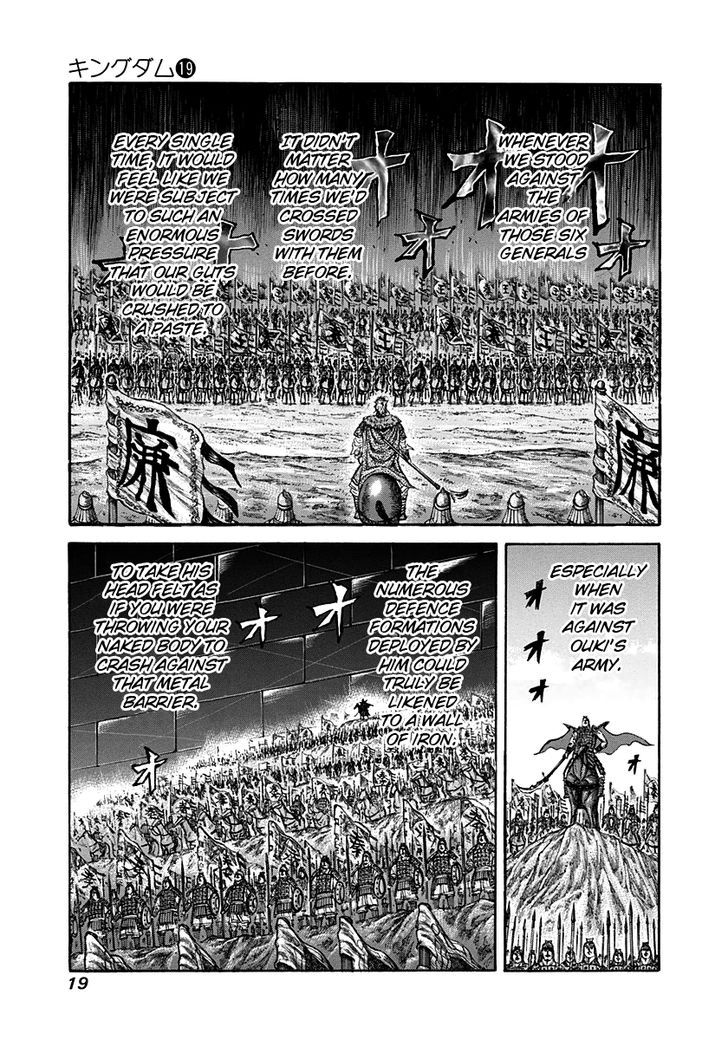 キングダム19
WHENEVER
WE STOOD
AGAINST
THE
ARMIES OF
THOSE SIX
GENERALS
IT DIDN'T
MATTER
HOW MANY
TIMES WE'D
CROSSED
SWORDS
WITH THEM
BEFORE.
EVERY SINGLE
TIME, IT WOULD
FEEL LIKE WE
WERE SUBJECT
TO SUCH AN
ENORMOUS
PRESSURE
THAT OUR GUTS
WOULD BE
CRUSHED TO
A PASTE.
オ
オ
オ
オ
オ
オ
廉
廉
ESPECIALLY
WHEN
IT WAS
AGAINST
OUKI'S
ARMY.
オ
オ
オ
オ
THE
NUMEROUS
DEFENCE
FORMATIONS
DEPLOYED BY
HIM COULD
TRULY BE
LIKENED
TO A WALL
OF IRON.
TO TAKE HIS
HEAD FELT AS
IF YOU WERE
THROWING YOUR
NAKED BODY TO
CRASH AGAINST
THAT METAL
BARRIER.
オ
オ
オ
19